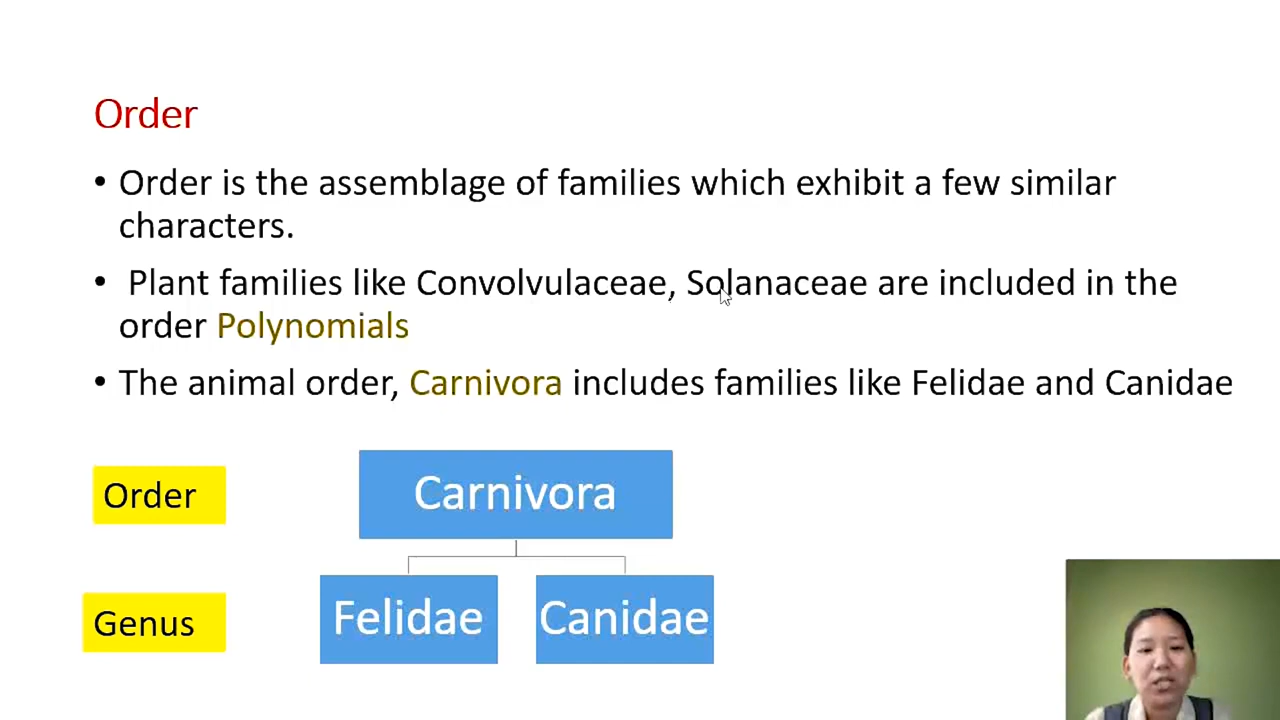 Order
• Order is the assemblage of families which exhibit a few similar
characters.
• Plant families like Convolvulaceae, Solanaceae are included in the
order Polynomials
• The animal order, Carnivora includes families like Felidae and Canidae
Order
Carnivora
Genus
Felidae
Canidae